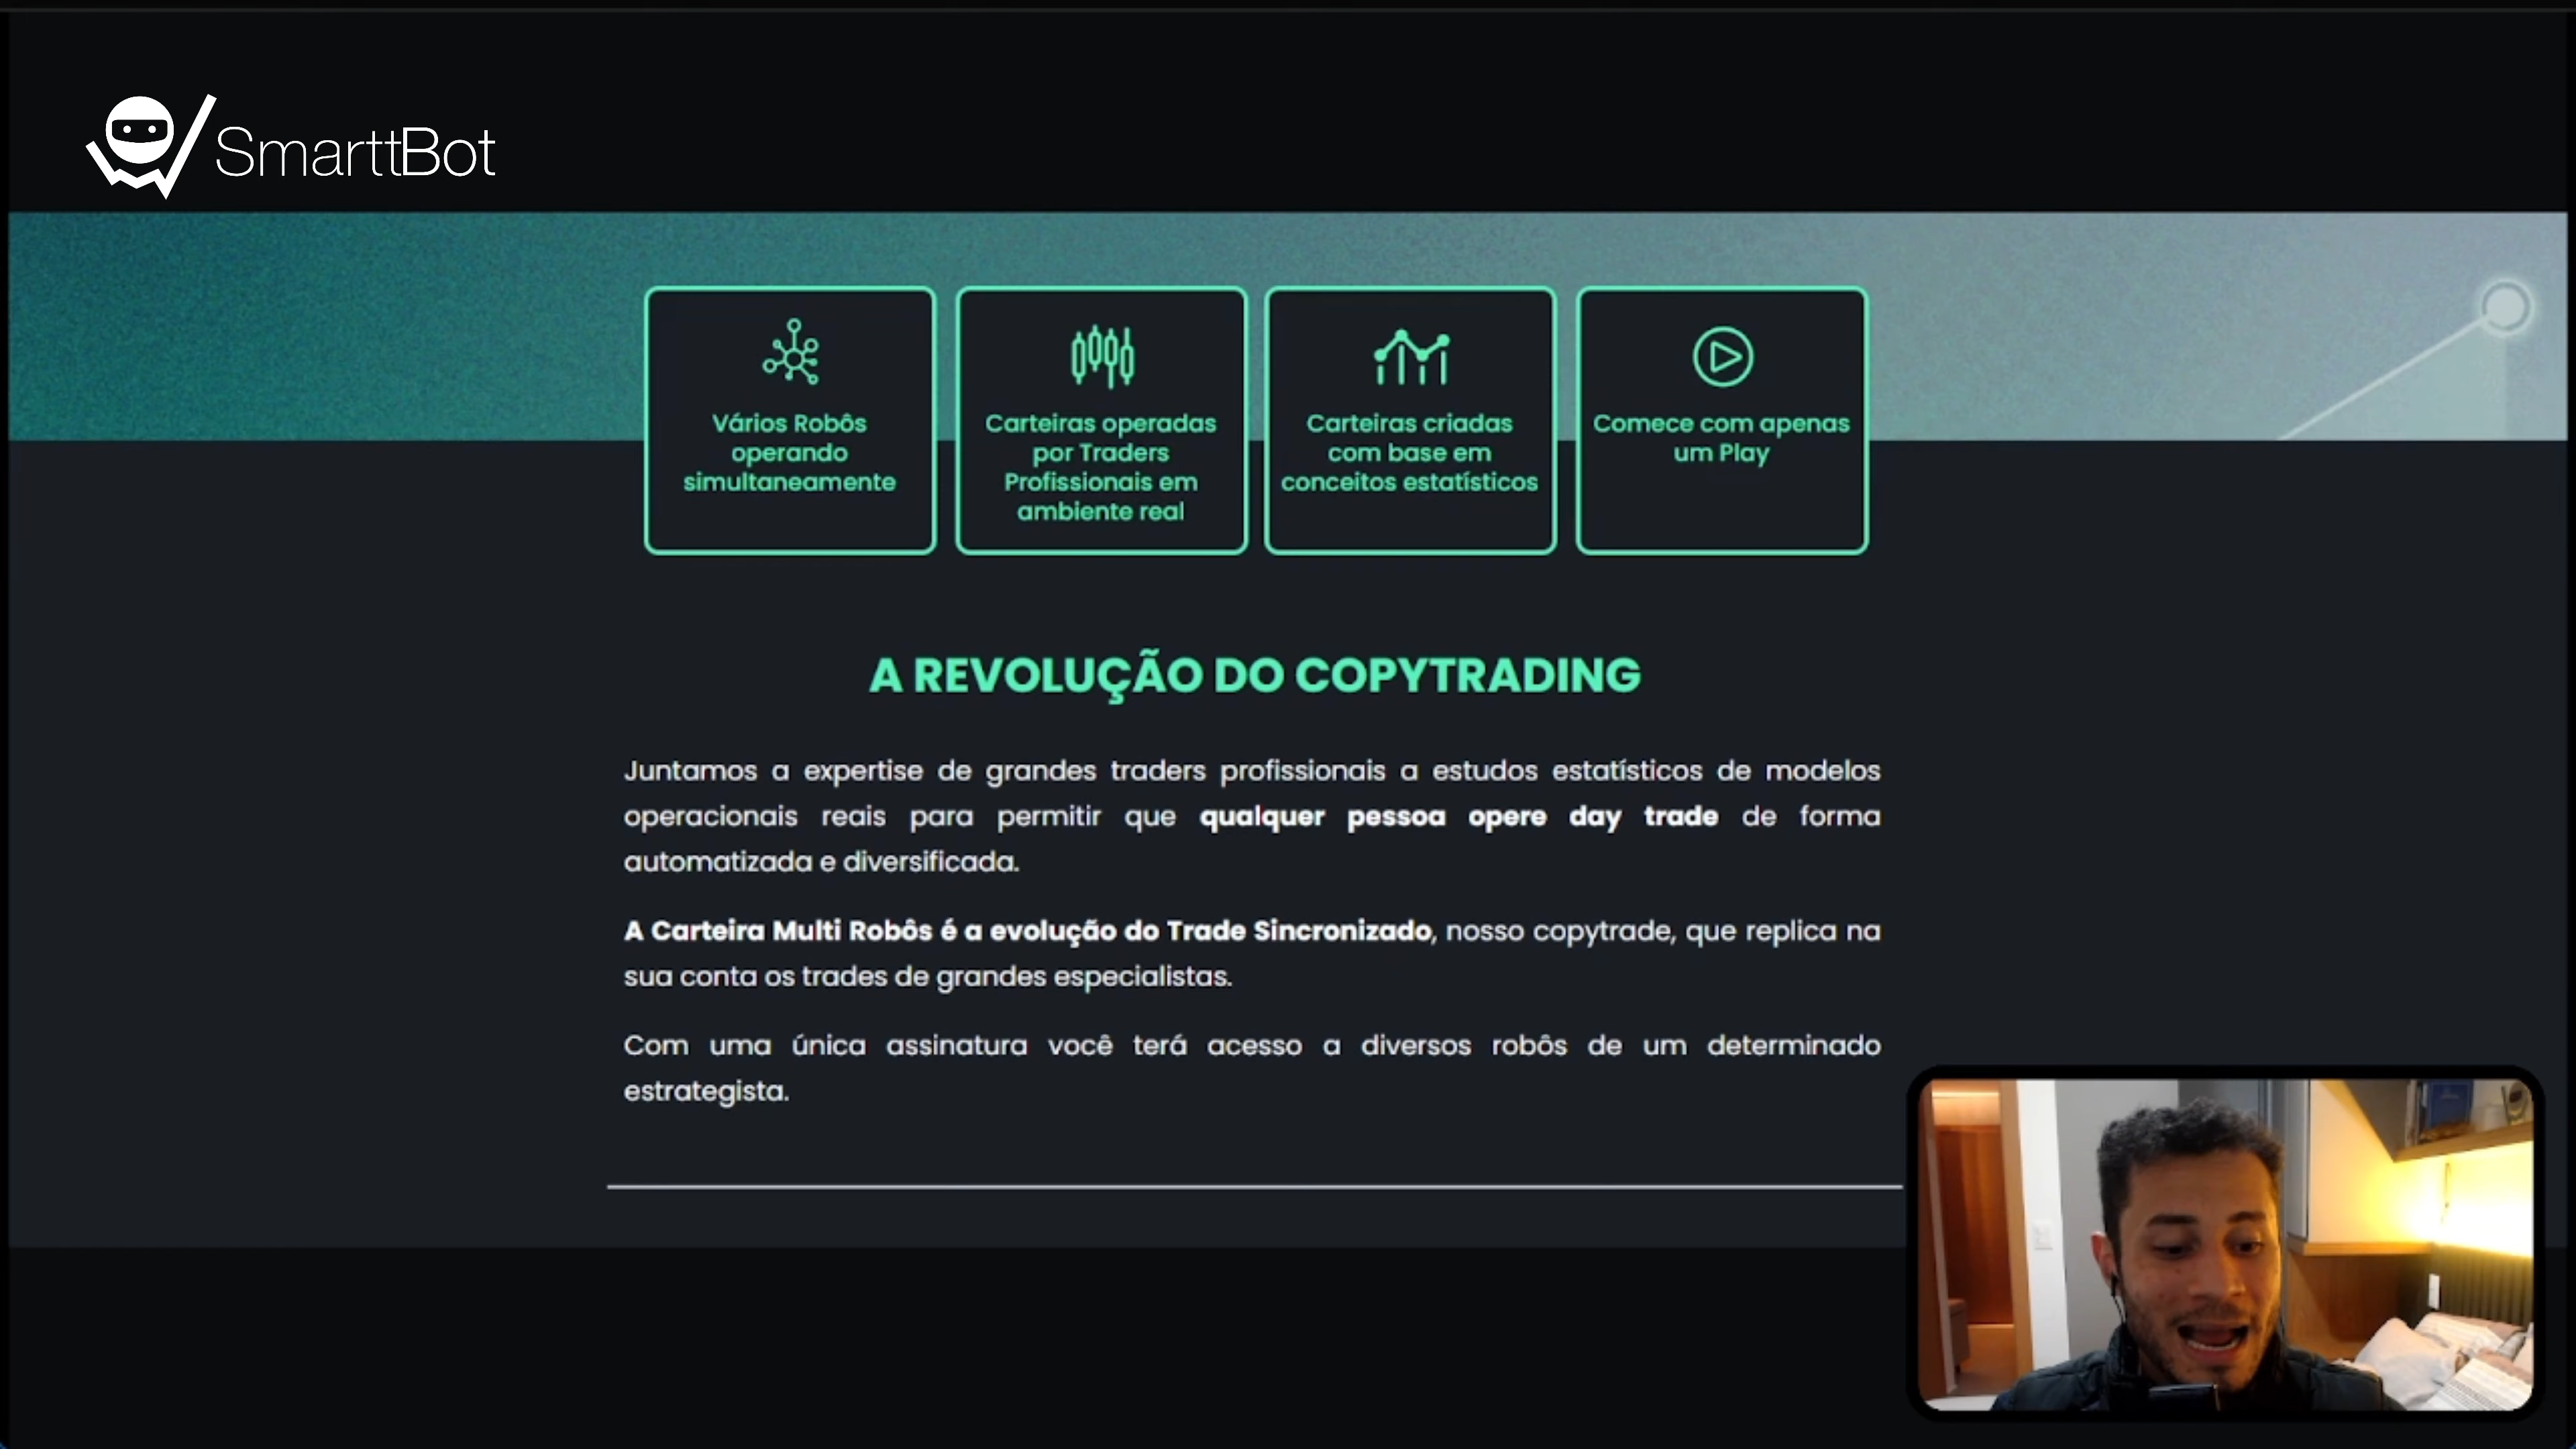 SmarttBot
Vários Robôs
operando
simultaneamente
Carteiras operadas
por Traders
Profissionais em
ambiente real
Carteiras criadas
com base em
conceitos estatísticos
Comece com apenas
um Play
A REVOLUÇÃO DO COPYTRADING
Juntamos a expertise de grandes traders profissionais a estudos estatísticos de modelos
operacionais reais para permitir que qualquer pessoa opere day trade de forma
automatizada e diversificada.
A Carteira Multi Robôs é a evolução do Trade Sincronizado, nosso copytrade, que replica na
sua conta os trades de grandes especialistas.
Com uma única assinatura você terá acesso a diversos robôs de um determinado
estrategista.